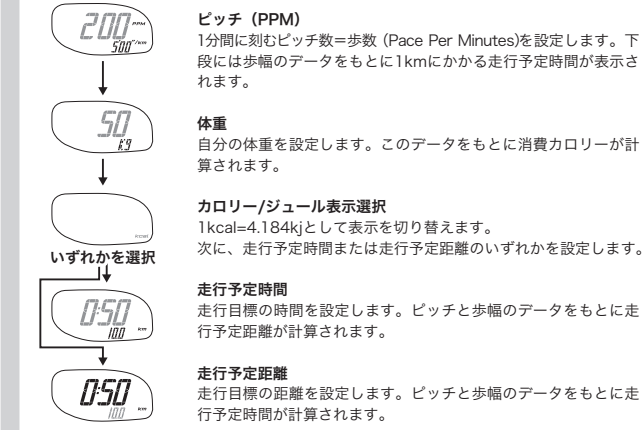 200 PPM
5'00"/km
ピッチ（PPM）
1分間に刻むピッチ数＝歩数（Pace Per Minutes)を設定します。下
段には歩幅のデータをもとに1kmにかかる走行予定時間が表示さ
れます。
50
kg
体重
自分の体重を設定します。このデータをもとに消費カロリーが計
算されます。
kcal
カロリー/ジュール表示選択
1kcal=4.184kjとして表示を切り替えます。
次に、走行予定時間または走行予定距離のいずれかを設定します。
いずれかを選択
0:50
10.0 km
走行予定時間
走行目標の時間を設定します。ピッチと歩幅のデータをもとに走
行予定距離が計算されます。
0:50
10.0 km
走行予定距離
走行目標の距離を設定します。ピッチと歩幅のデータをもとに走
行予定時間が計算されます。